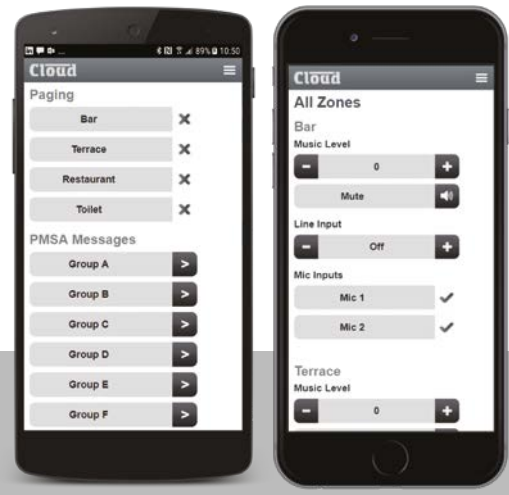 89% 10:50
Cloud
Paging
Bar
Terrace
Restaurant
Toilet
PMSA Messages
Group A
Group B
Group C
Group D
Group E
Group F
Cloud
All Zones
Bar
Music Level
- 0 +
Mute
Line Input
- Off +
Mic Inputs
Mic 1
Mic 2
Terrace
Music Level
- 0 +